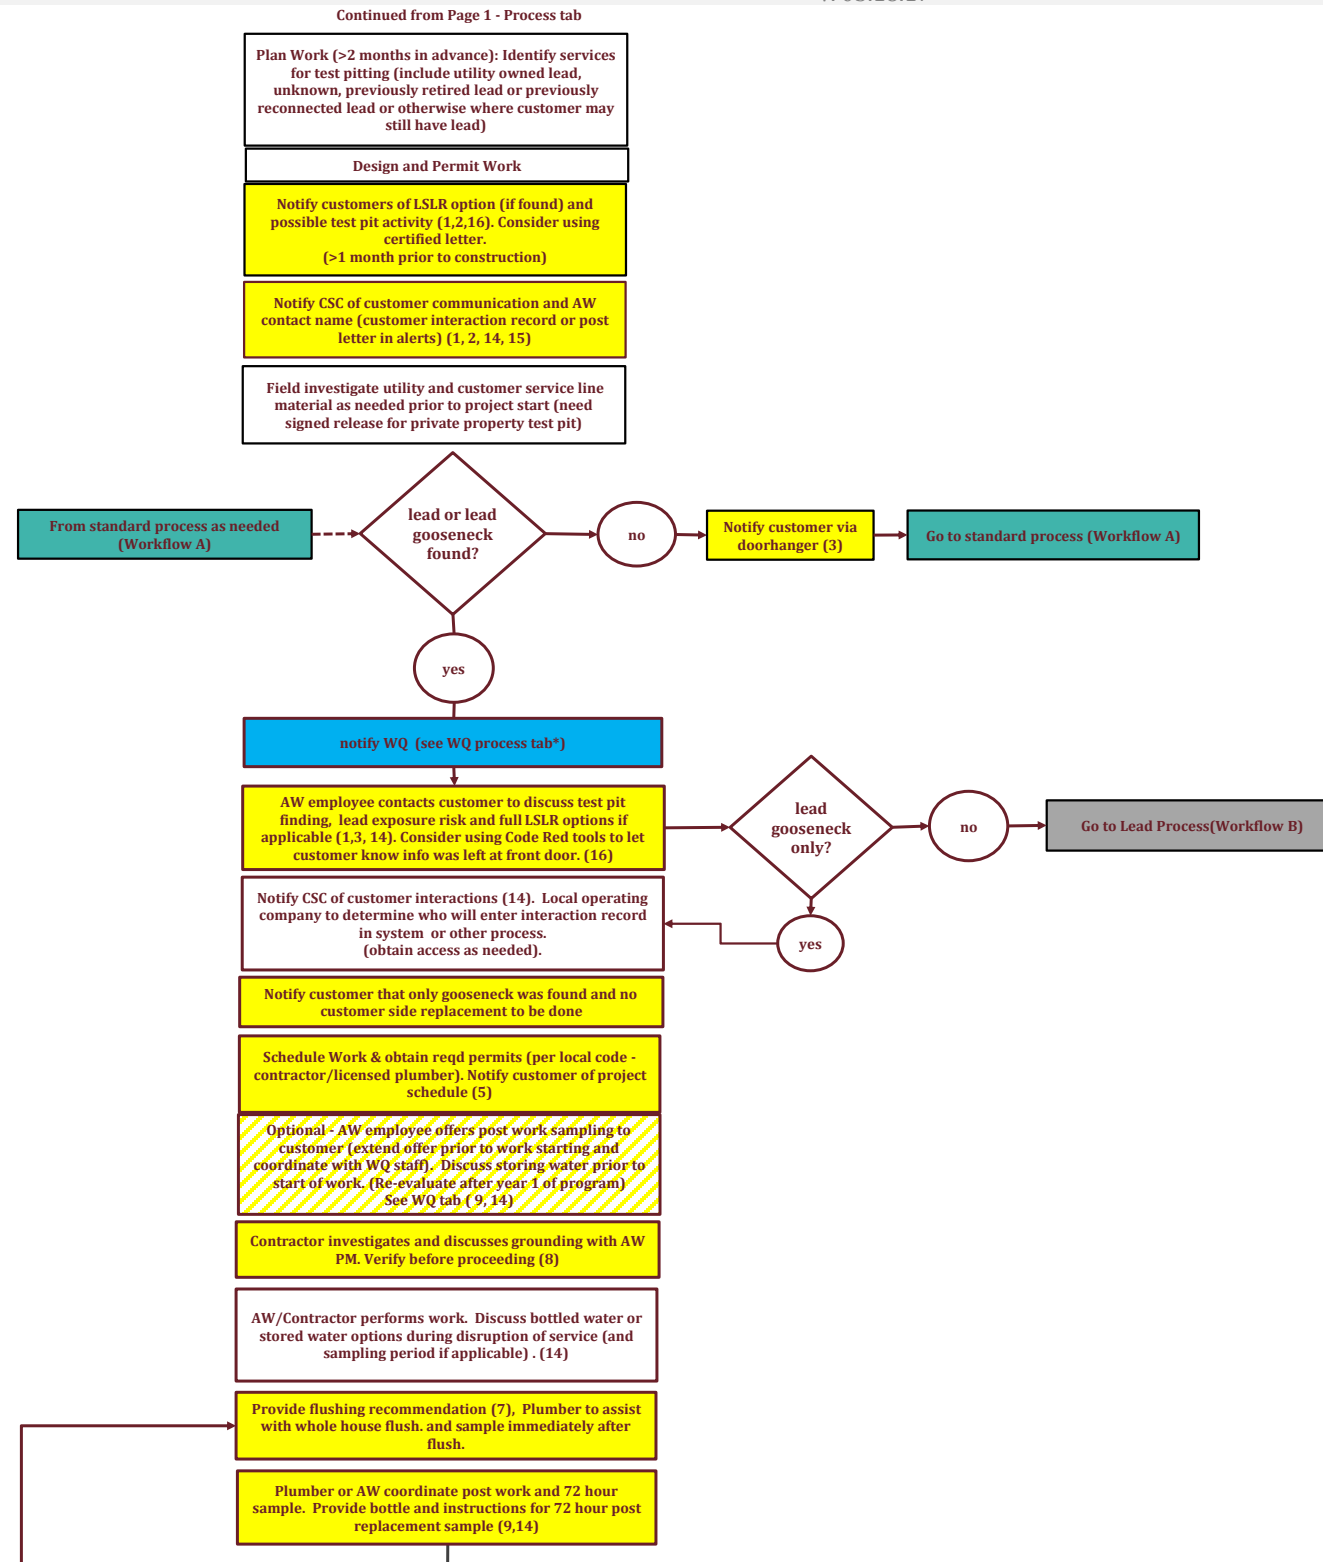 Continued from Page 1 - Process tab
Plan Work (>2 months in advance): Identify services
for test pitting (include utility owned lead,
unknown, previously retired lead or previously
reconnected lead or otherwise where customer may
still have lead)
Design and Permit Work
Notify customers of LSLR option (if found) and
possible test pit activity (1,2,16). Consider using
certified letter.
(>1 month prior to construction)
Notify CSC of customer communication and AW
contact name (customer interaction record or post
letter in alerts) (1, 2, 14, 15)
Field investigate utility and customer service line
material as needed prior to project start (need
signed release for private property test pit)
From standard process as needed
(Workflow A)
lead or lead
gooseneck
found?
no
Notify customer via
doorhanger (3)
Go to standard process (Workflow A)
yes
notify WQ (see WQ process tab*)
AW employee contacts customer to discuss test pit
finding, lead exposure risk and full LSLR options if
applicable (1,3, 14). Consider using Code Red tools to let
customer know info was left at front door. (16)
lead
gooseneck
only?
no
Go to Lead Process(Workflow B)
yes
Notify CSC of customer interactions (14). Local operating
company to determine who will enter interaction record
in system or other process.
(obtain access as needed).
Notify customer that only gooseneck was found and no
customer side replacement to be done
Schedule Work & obtain reqd permits (per local code -
contractor/licensed plumber). Notify customer of project
schedule (5)
Optional - AW employee offers post work sampling to
customer (extend offer prior to work starting and
coordinate with WQ staff). Discuss storing water prior to
start of work. (Re-evaluate after year 1 of program)
See WQ tab ( 9, 14)
Contractor investigates and discusses grounding with AW
PM. Verify before proceeding (8)
AW/Contractor performs work. Discuss bottled water or
stored water options during disruption of service (and
sampling period if applicable) . (14)
Provide flushing recommendation (7), Plumber to assist
with whole house flush. and sample immediately after
flush.
Plumber or AW coordinate post work and 72 hour
sample. Provide bottle and instructions for 72 hour post
replacement sample (9,14)